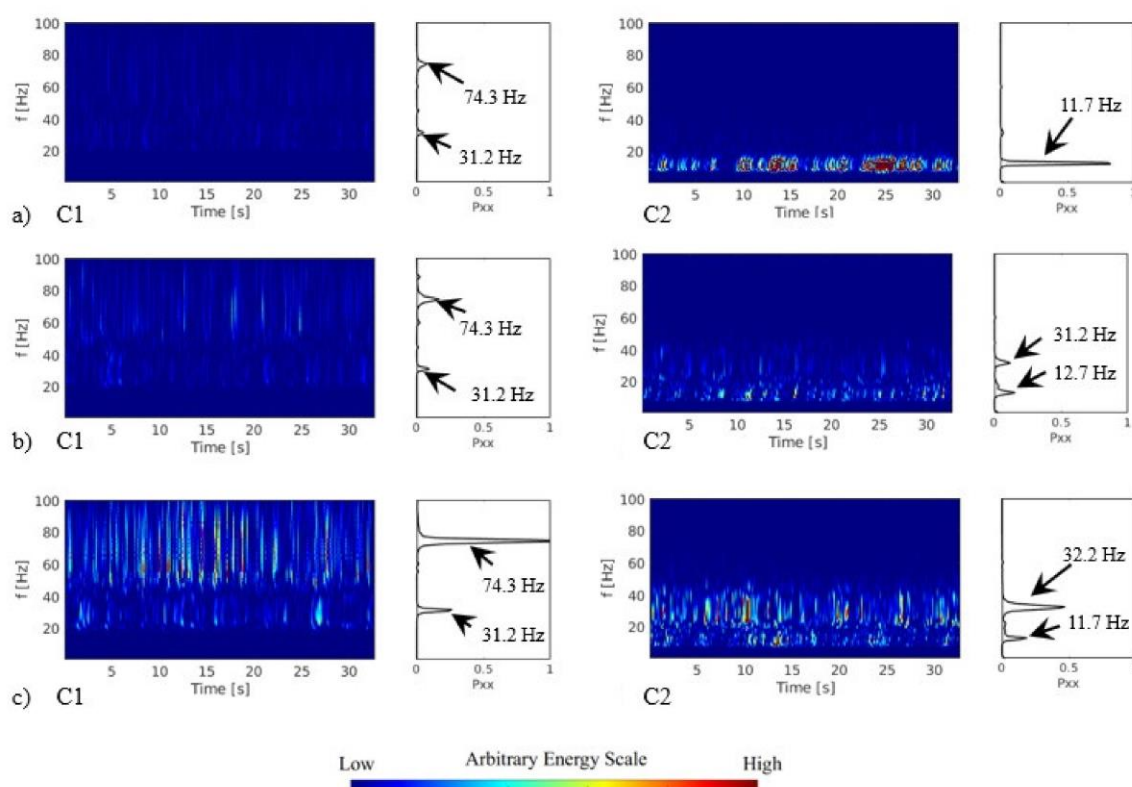 100
80
60
40
20
f [Hz]
5 10 15 20 25 30
Time [s]
a) C1
74.3 Hz
31.2 Hz
0 0.5 1
Pxx
100
80
60
40
20
f [Hz]
5 10 15 20 25 30
Time [s]
C2
11.7 Hz
0 0.5 1
Pxx
100
80
60
40
20
f [Hz]
5 10 15 20 25 30
Time [s]
b) C1
74.3 Hz
31.2 Hz
0 0.5 1
Pxx
100
80
60
40
20
f [Hz]
5 10 15 20 25 30
Time [s]
C2
31.2 Hz
12.7 Hz
0 0.5 1
Pxx
100
80
60
40
20
f [Hz]
5 10 15 20 25 30
Time [s]
c) C1
74.3 Hz
31.2 Hz
0 0.5 1
Pxx
100
80
60
40
20
f [Hz]
5 10 15 20 25 30
Time [s]
C2
32.2 Hz
11.7 Hz
0 0.5 1
Pxx
Low Arbitrary Energy Scale High